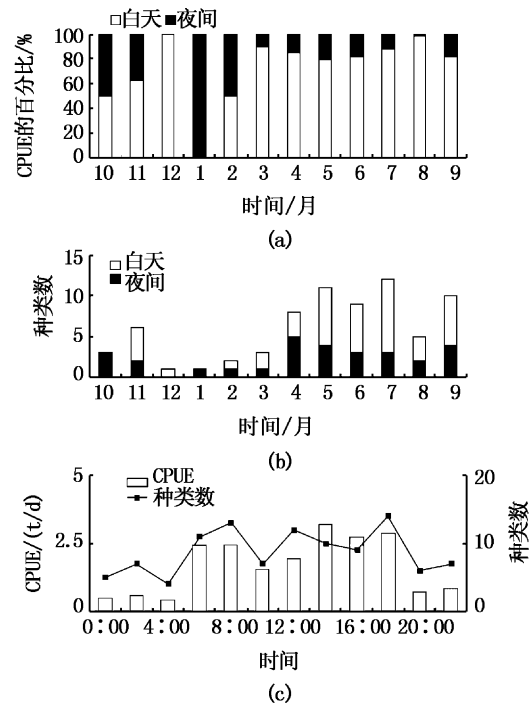 白天 夜间
CPUE的百分比/%
100
80
60
40
20
0
10 11 12 1 2 3 4 5 6 7 8 9
时间/月
(a)
白天
夜间
种类数
15
10
5
0
10 11 12 1 2 3 4 5 6 7 8 9
时间/月
(b)
CPUE
种类数
CPUE/(t/d)
5
2.5
0
种类数
20
10
0
0:00 4:00 8:00 12:00 16:00 20:00
时间
(c)